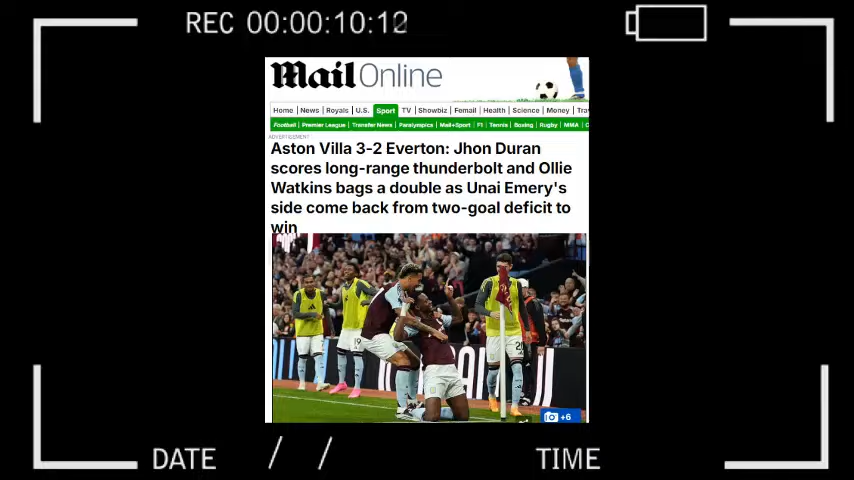 REC 00:00:10:12
Mail Online
Home News Royals U.S. Sport TV Showbiz Femail Health Science Money
Football Premier League Transfer News Paralympics Mail+Sport F1 Tennis Boxing Rugby MMA
ADVERTISEMENT
Aston Villa 3-2 Everton: Jhon Duran
scores long-range thunderbolt and Ollie
Watkins bags a double as Unai Emery's
side come back from two-goal deficit to
win
19
+6
DATE / / TIME